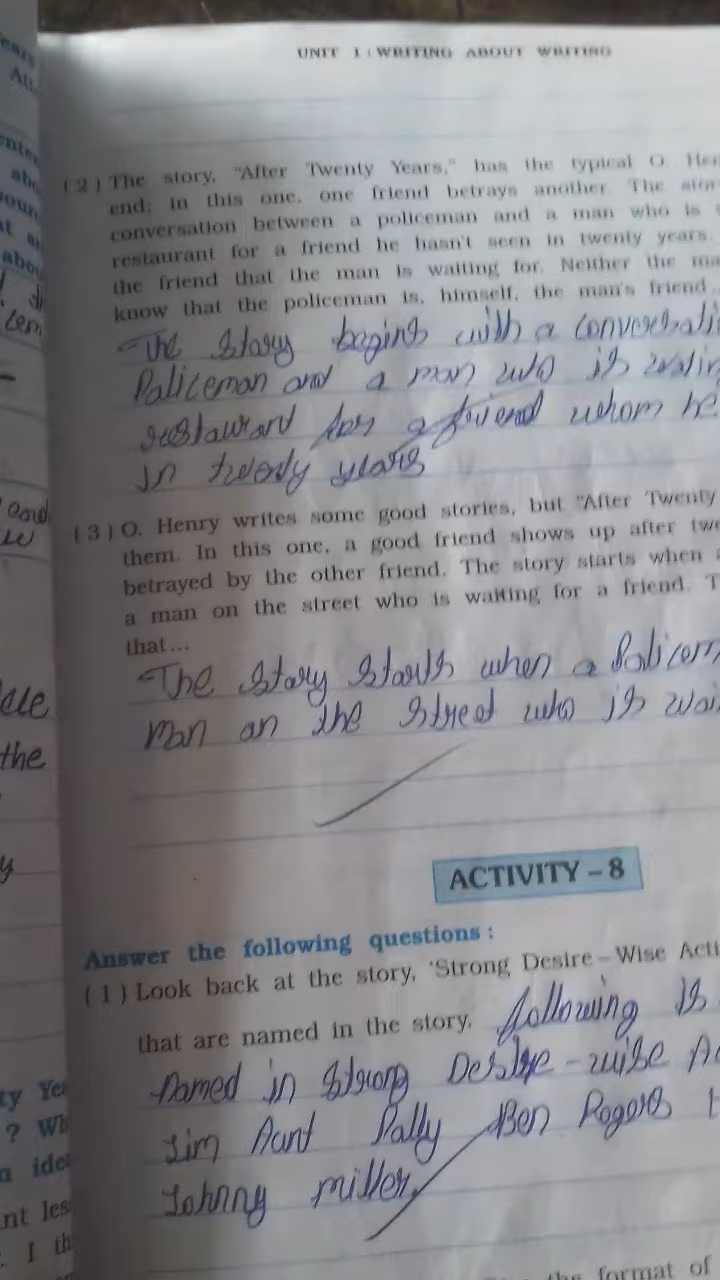 UNIT 1 : WRITING ABOUT WRITING
(2) The story, "After Twenty Years," has the typical O. Hen
end; in this one, one friend betrays another. The stor
conversation between a policeman and a man who is
restaurant for a friend he hasn't seen in twenty years.
the friend that the man is waiting for. Neither the ma
know that the policeman is, himself, the man's friend...
The story begins with a conversati
Policeman and a man who is waitin
restaurant for a friend whom he
in twenty years
(3) O. Henry writes some good stories, but "After Twenty
them. In this one, a good friend shows up after twe
betrayed by the other friend. The story starts when a
a man on the street who is waiting for a friend. T
that...
The story starts when a Policem
man on the street who is wai
ACTIVITY – 8
Answer the following questions :
(1) Look back at the story, 'Strong Desire – Wise Acti
that are named in the story. following is
named in Strong Desire - wise Ac
Jim Aunt Pally Ben Rogers
Johnny miller.
the format of